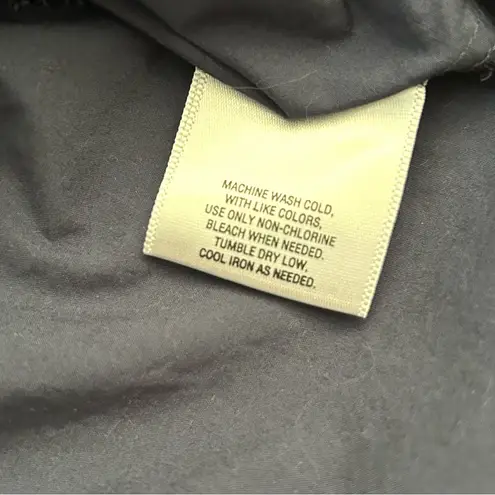 MACHINE WASH COLD,
WITH LIKE COLORS,
USE ONLY NON-CHLORINE
BLEACH WHEN NEEDED.
TUMBLE DRY LOW,
COOL IRON AS NEEDED.